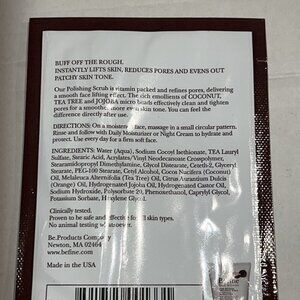 BUFF OFF THE ROUGH.
INSTANTLY LIFTS SKIN, REDUCES PORES AND EVENS OUT
PATCHY SKIN TONE.
Our Polishing Scrub is vitamin packed and refines pores, delivering
a smooth face lifting effect. The rich emollients of COCONUT,
TEA TREE and JOJOBA micro beads effectively clean and tighten
pores for a smoother, more even skin tone. You can feel the
difference directly after use.
DIRECTIONS: On a moistened face, massage in a small circular pattern.
Rinse and follow with Daily Moisturizer or Night Cream to hydrate and
protect. Use every day for a firm soft face.
INGREDIENTS: Water (Aqua), Sodium Cocoyl Isethionate, TEA Lauryl
Sulfate, Stearic Acid, Acrylates/Vinyl Neodecanoate Crosspolymer,
Stearamidopropyl Dimethylamine, Glycol Distearate, Ceteth-2, Glyceryl
Stearate, PEG-100 Stearate, Cetyl Alcohol, Cocos Nucifera (Coconut)
Oil, Melaleuca Alternifolia (Tea Tree) Oil, Citrus Aurantium Dulcis
(Orange) Oil, Hydrogenated Jojoba Oil, Hydrogenated Castor Oil,
Sodium Hydroxide, Polysorbate 20, Phenoxyethanol, Caprylyl Glycol,
Potassium Sorbate, Hexylene Glycol.
Clinically tested.
Proven to be safe and effective for all skin types.
No animal testing whatsoever.
Be.Products Company
Newton, MA 02464
www.befine.com
Made in the USA